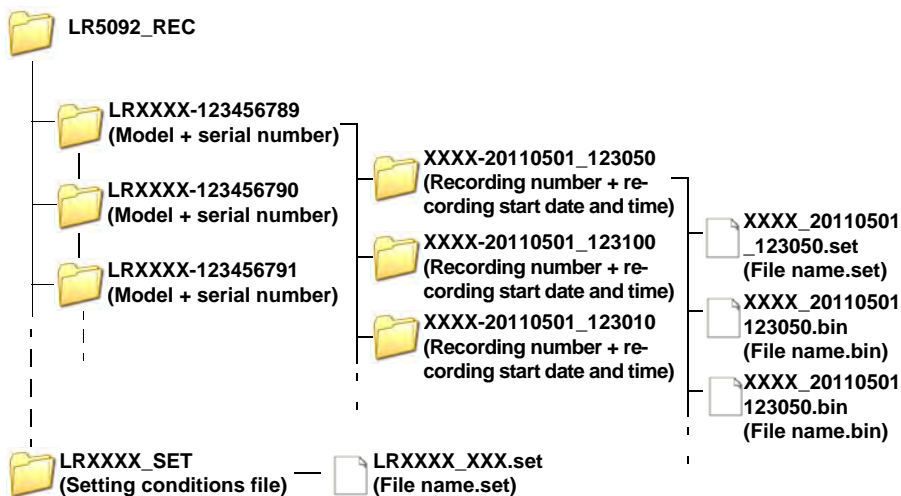 LR5092_REC
LRXXXX-123456789
(Model + serial number)
LRXXXX-123456790
(Model + serial number)
LRXXXX-123456791
(Model + serial number)
XXXX-20110501_123050
(Recording number + re-
cording start date and time)
XXXX-20110501_123100
(Recording number + re-
cording start date and time)
XXXX-20110501_123010
(Recording number + re-
cording start date and time)
XXXX_20110501
_123050.set
(File name.set)
XXXX_20110501
123050.bin
(File name.bin)
XXXX_20110501
123050.bin
(File name.bin)
LRXXXX_SET
(Setting conditions file)
LRXXXX_XXX.set
(File name.set)